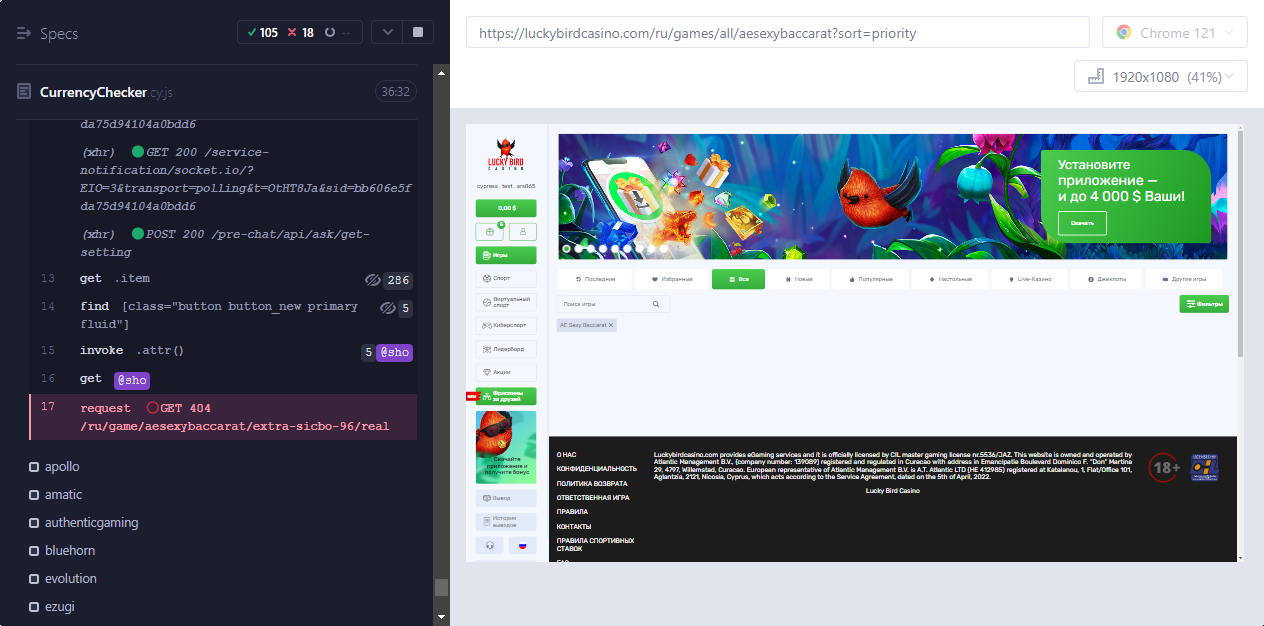 Specs
105 18 --
CurrencyChecker.cy.js 36:32
da75d94104a0bdd6
(xhr) GET 200 /service-
notification/socket.io/?
EIO=3&transport=polling&t=OtHT8Ja&sid=bb606e5f
da75d94104a0bdd6
(xhr) POST 200 /pre-chat/api/ask/get-
setting
13 get .item 286
14 find [class="button button_new primary 5
fluid"]
15 invoke .attr() 5 @sho
16 get @sho
17 request GET 404
/ru/game/aesexybaccarat/extra-sicbo-96/real
apollo
amatic
authenticgaming
bluehorn
evolution
ezugi
https://luckybirdcasino.com/ru/games/all/aesexybaccarat?sort=priority
Chrome 121
1920x1080 (41%)
LUCKY BIRD
CASINO
cypress_test_ars865
0,00 $
Игры
Спорт
Виртуальный
спорт
Киберспорт
Лидерборд
Акции
Фриспины
за друзей
Скачайте
приложение и
получите бонус
Вывод
История
выводов
Установите
приложение —
и до 4 000 $ Ваши!
Скачать
Последние
Избранные
Все
Новые
Популярные
Настольные
Live-Казино
Джекпоты
Другие игры
Поиск игры
Фильтры
AE Sexy Baccarat
О НАС
КОНФИДЕНЦИАЛЬНОСТЬ
ПОЛИТИКА ВОЗВРАТА
ОТВЕТСТВЕННАЯ ИГРА
ПРАВИЛА
КОНТАКТЫ
ПРАВИЛА СПОРТИВНЫХ
СТАВОК
FAQ
Luckybirdcasino.com provides eGaming services and it is officially licensed by CIL master gaming license nr.5536/JAZ. This website is owned and operated by
Atlantic Management B.V., (company number: 139089) registered and regulated in Curacao with address in Emancipatie Boulevard Dominico F. "Don" Martina
29, 4797, Willemstad, Curacao. European representative of Atlantic Management B.V. is A.T. Atlantic LTD (HE 412985) registered at Katalanou, 1, Flat/Office 101,
Aglantzia, 2121, Nicosia, Cyprus, which acts according to the Service Agreement, dated on the 5st of April, 2022.
Lucky Bird Casino
18+